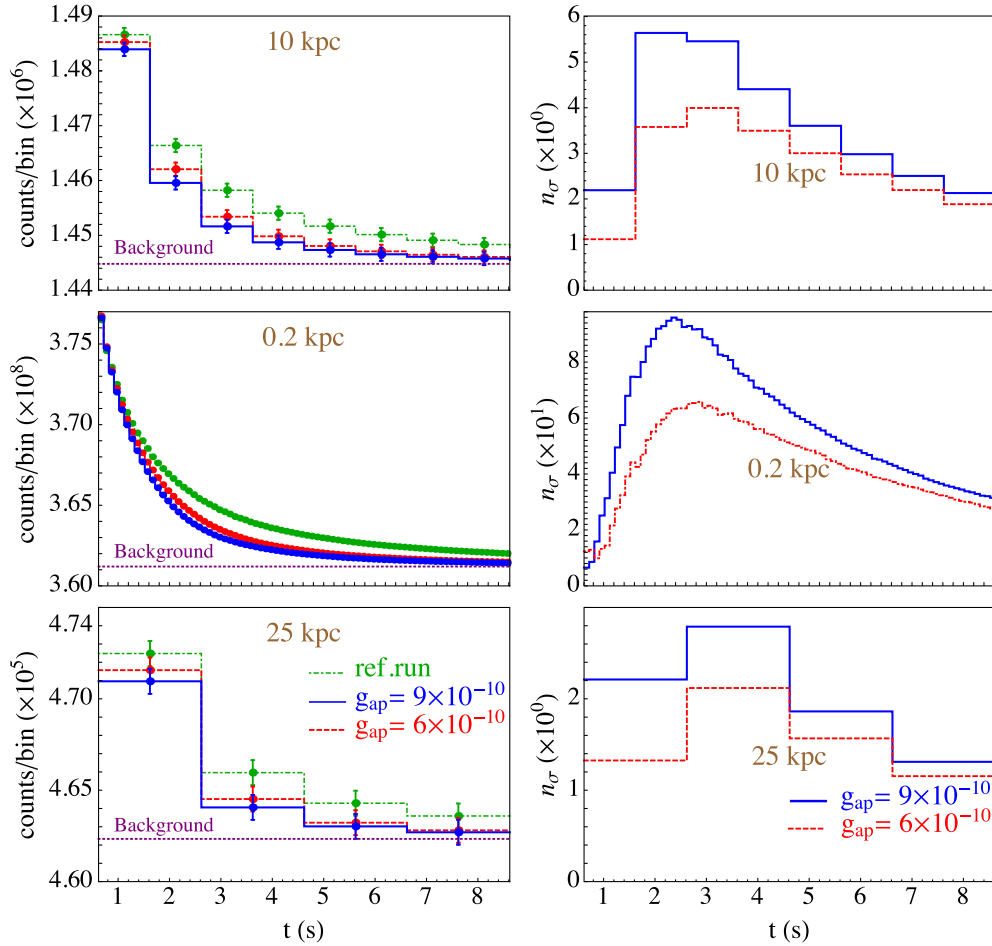 counts/bin (×10⁶)
1.49
1.48
1.47
1.46
1.45
1.44
10 kpc
Background
n_σ (×10⁰)
6
5
4
3
2
1
0
10 kpc
counts/bin (×10⁸)
3.75
3.70
3.65
3.60
0.2 kpc
Background
n_σ (×10¹)
8
6
4
2
0
0.2 kpc
counts/bin (×10⁵)
4.74
4.70
4.65
4.60
25 kpc
ref.run
g_ap= 9×10⁻¹⁰
g_ap= 6×10⁻¹⁰
Background
1 2 3 4 5 6 7 8
t (s)
n_σ (×10⁰)
2
1
0
25 kpc
g_ap= 9×10⁻¹⁰
g_ap= 6×10⁻¹⁰
1 2 3 4 5 6 7 8
t (s)